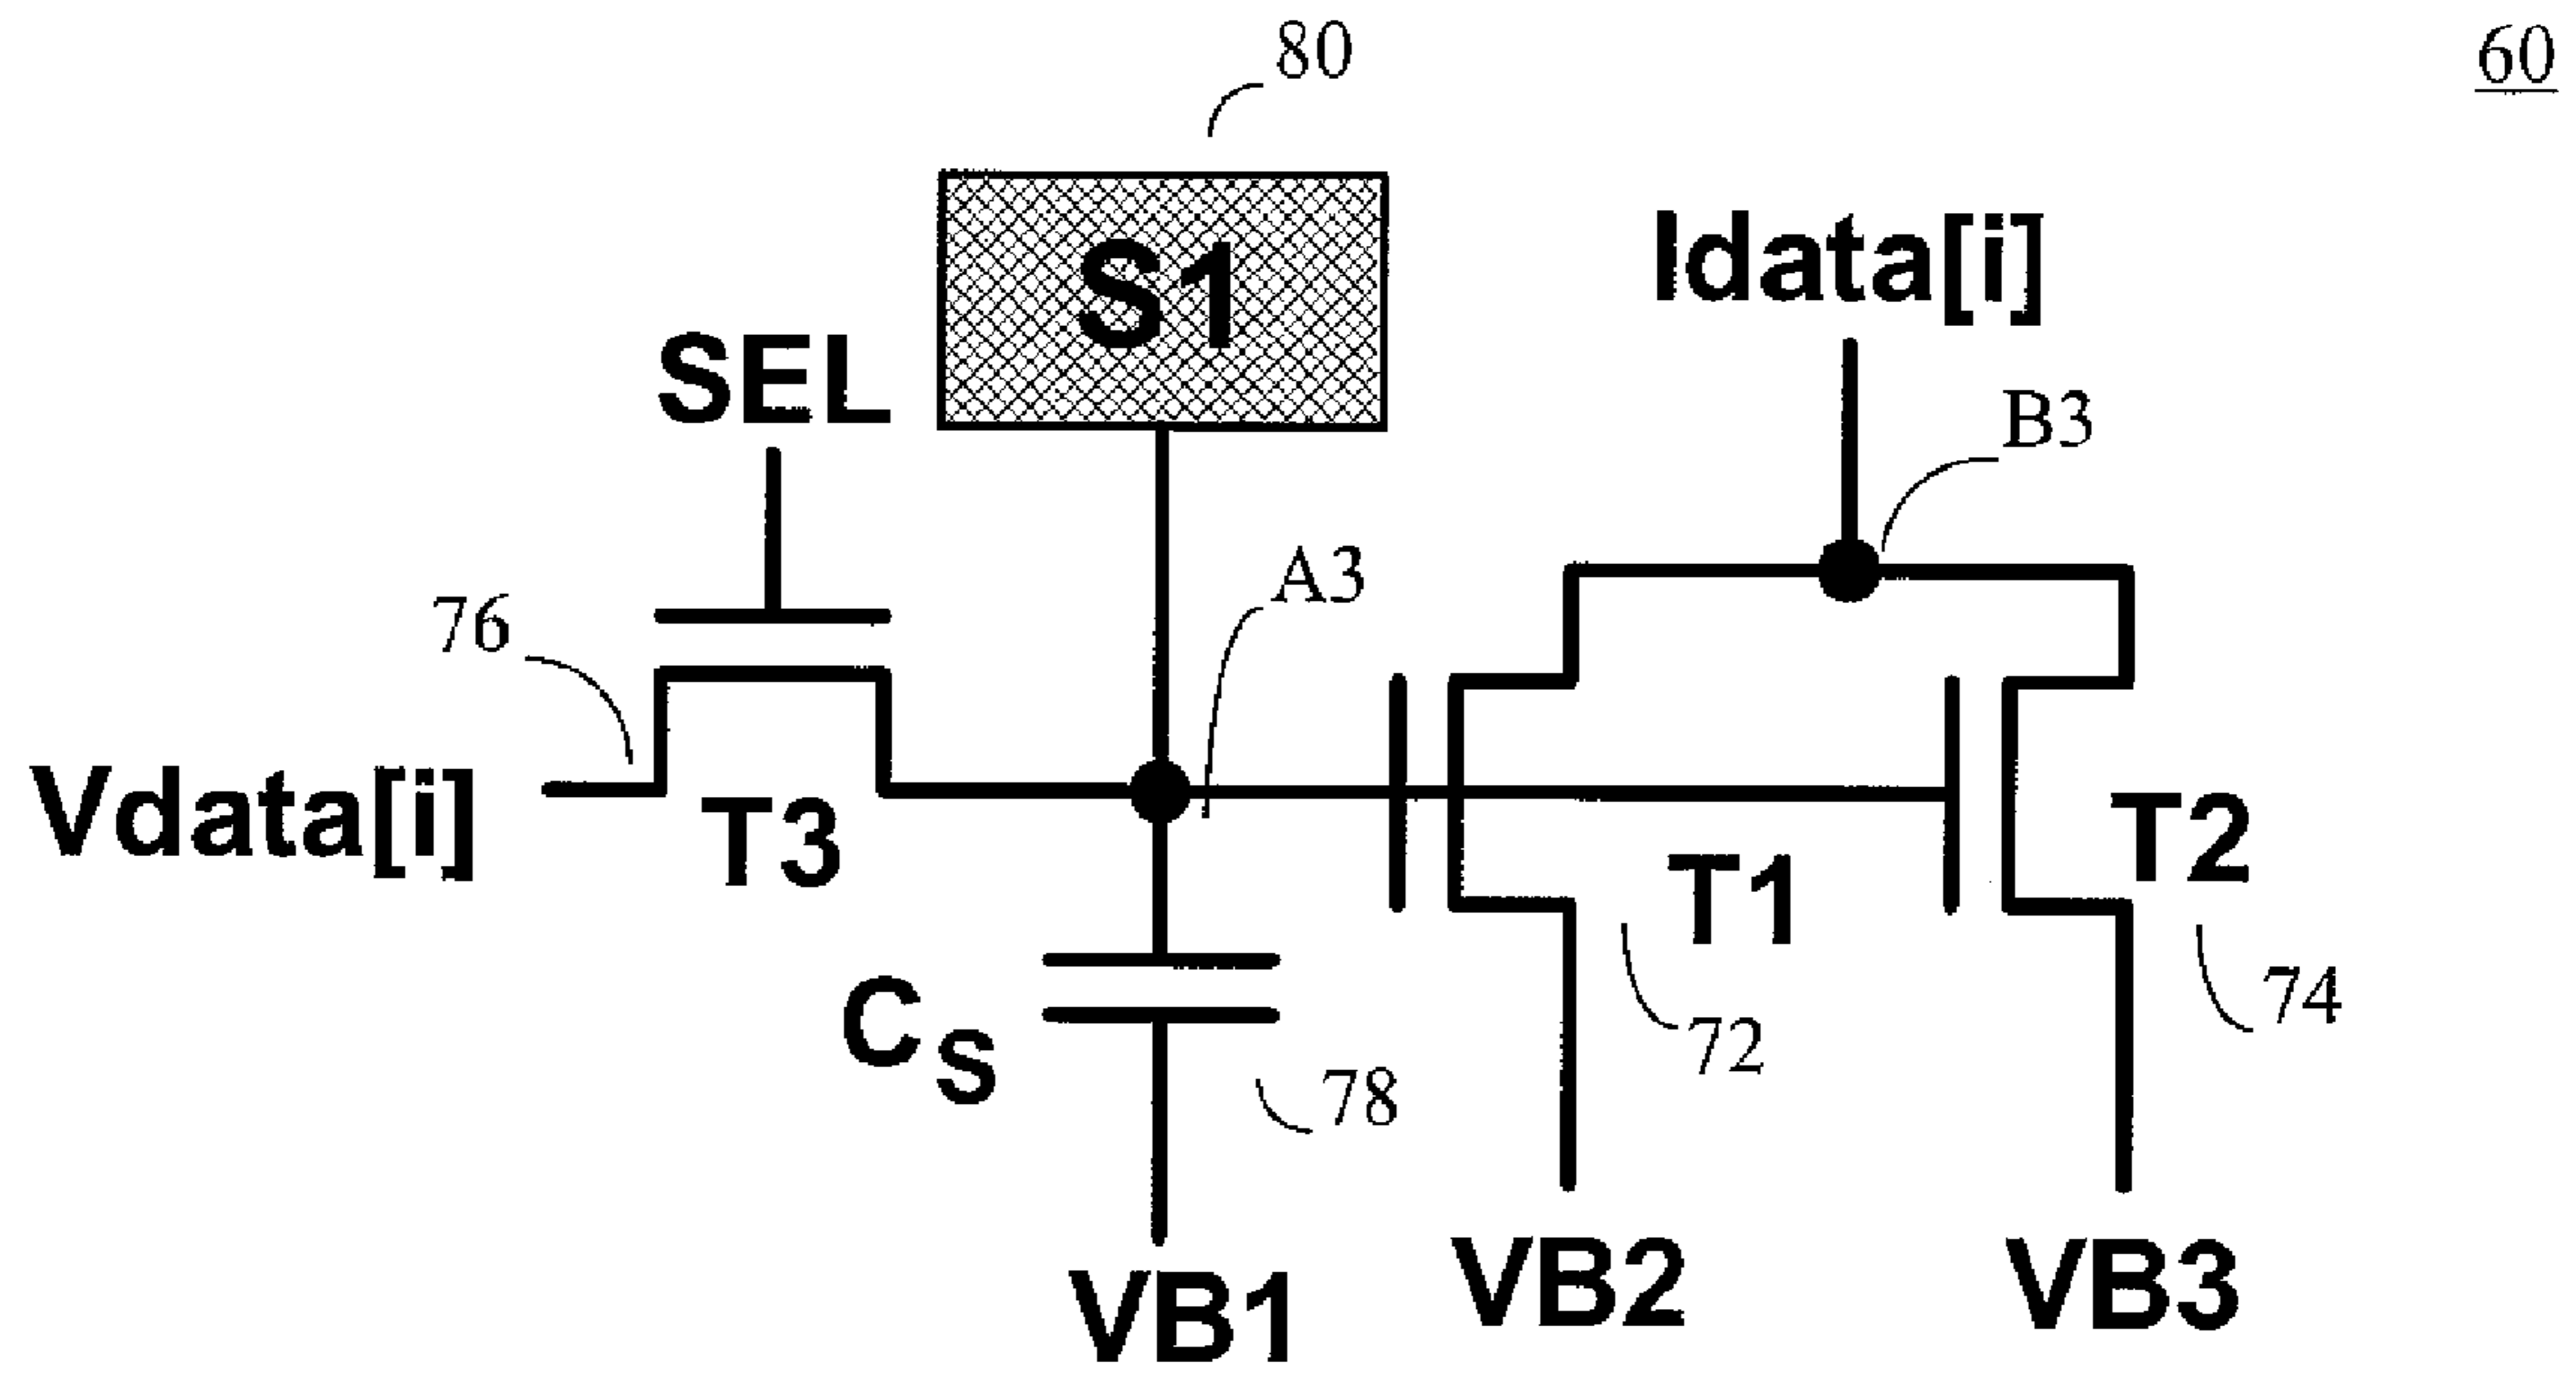 80
60
S1
Idata[i]
SEL
B3
A3
76
Vdata[i]
T3
T1
T2
CS
72
74
78
VB1
VB2
VB3